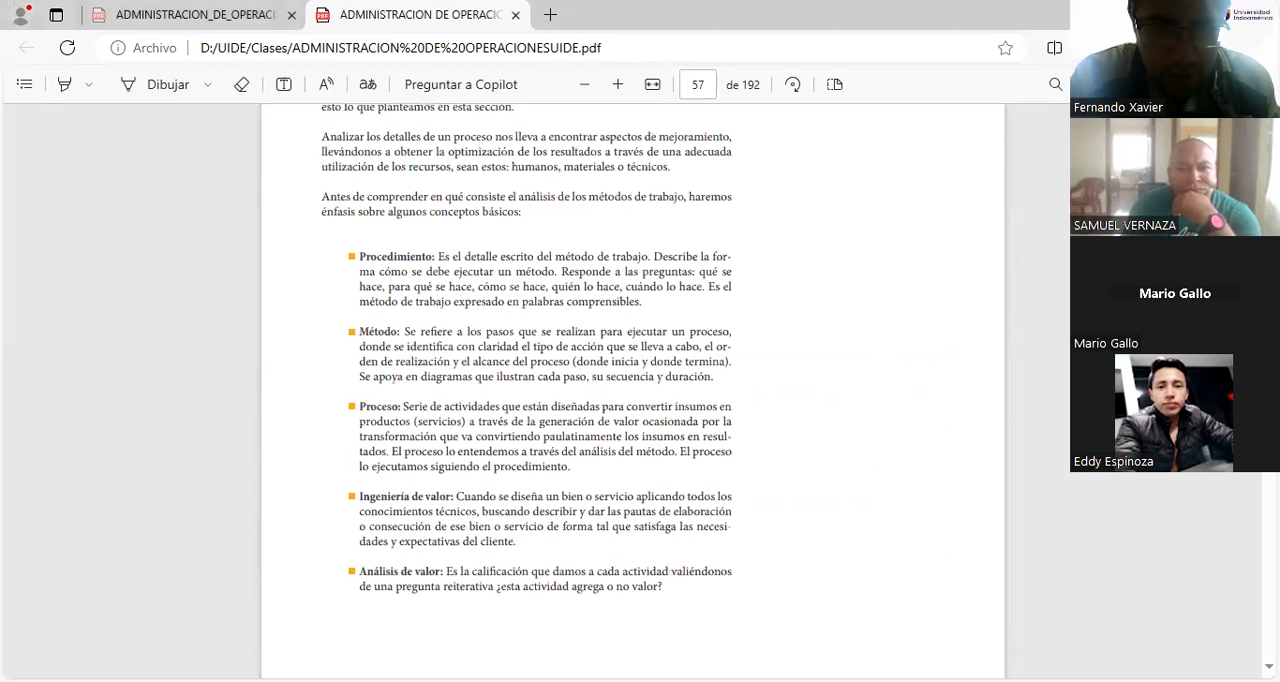 ADMINISTRACION_DE_OPERACI
ADMINISTRACION DE OPERACIO
Archivo
D:/UIDE/Clases/ADMINISTRACION%20DE%20OPERACIONESUIDE.pdf
Dibujar
Preguntar a Copilot
57
de 192
Universidad
Indoamérica
Fernando Xavier
SAMUEL VERNAZA
Mario Gallo
Mario Gallo
Eddy Espinoza
esto lo que planteamos en esta sección.
Analizar los detalles de un proceso nos lleva a encontrar aspectos de mejoramiento,
llevándonos a obtener la optimización de los resultados a través de una adecuada
utilización de los recursos, sean estos: humanos, materiales o técnicos.
Antes de comprender en qué consiste el análisis de los métodos de trabajo, haremos
énfasis sobre algunos conceptos básicos:
Procedimiento: Es el detalle escrito del método de trabajo. Describe la for-
ma cómo se debe ejecutar un método. Responde a las preguntas: qué se
hace, para qué se hace, cómo se hace, quién lo hace, cuándo lo hace. Es el
método de trabajo expresado en palabras comprensibles.
Método: Se refiere a los pasos que se realizan para ejecutar un proceso,
donde se identifica con claridad el tipo de acción que se lleva a cabo, el or-
den de realización y el alcance del proceso (donde inicia y donde termina).
Se apoya en diagramas que ilustran cada paso, su secuencia y duración.
Proceso: Serie de actividades que están diseñadas para convertir insumos en
productos (servicios) a través de la generación de valor ocasionada por la
transformación que va convirtiendo paulatinamente los insumos en resul-
tados. El proceso lo entendemos a través del análisis del método. El proceso
lo ejecutamos siguiendo el procedimiento.
Ingeniería de valor: Cuando se diseña un bien o servicio aplicando todos los
conocimientos técnicos, buscando describir y dar las pautas de elaboración
o consecución de ese bien o servicio de forma tal que satisfaga las necesi-
dades y expectativas del cliente.
Análisis de valor: Es la calificación que damos a cada actividad valiéndonos
de una pregunta reiterativa ¿esta actividad agrega o no valor?